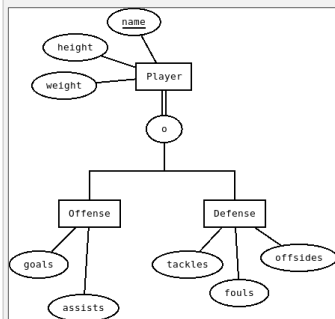 name
height
Player
weight
o
Offense
Defense
goals
tackles
offsides
fouls
assists